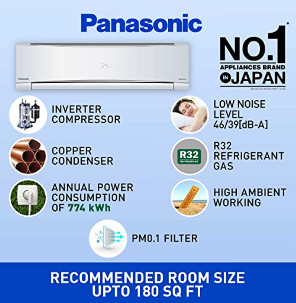 Panasonic
NO.1
APPLIANCES BRAND
IN JAPAN
INVERTER
COMPRESSOR
LOW NOISE
LEVEL
46/39[dB-A]
COPPER
CONDENSER
R32
R32
REFRIGERANT
GAS
ANNUAL POWER
CONSUMPTION
OF 774 kWh
HIGH AMBIENT
WORKING
PM0.1 FILTER
RECOMMENDED ROOM SIZE
UPTO 180 SQ FT